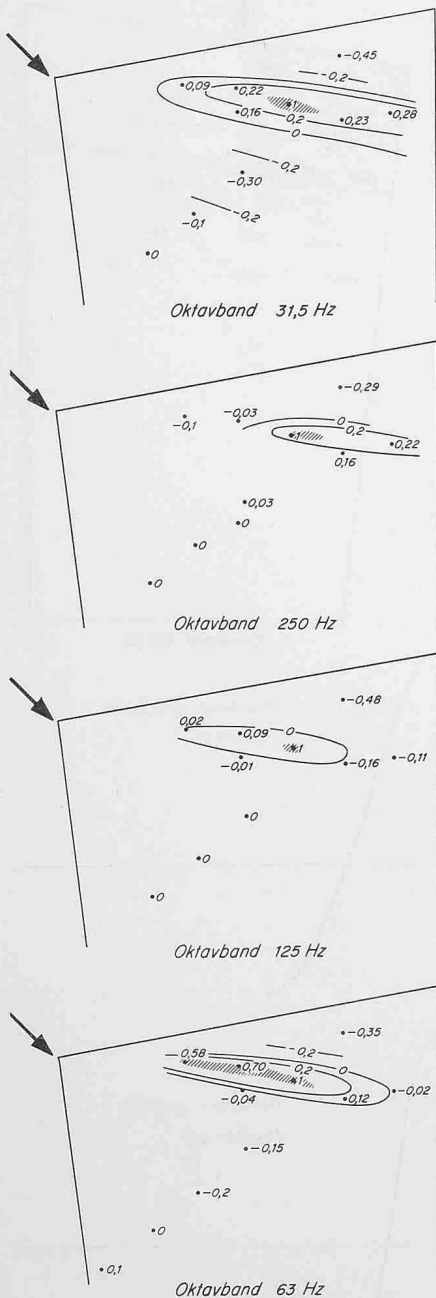 −0,45
−0,2
0,09 0,22 1 0,28
0,16 0,2 0,23
0
−0,2
−0,30
−0,2
−0,1
0
Oktavband 31,5 Hz
−0,29
−0,1 −0,03 0
0,2
1 0,22
0,16
0,03
0
0
0
Oktavband 250 Hz
−0,48
0,02 0,09 0
1
−0,01 −0,16 −0,11
0
0
0
Oktavband 125 Hz
−0,35
−0,2
0,58 0,70 0,2 0
1 −0,02
−0,04 0,12
−0,15
−0,2
0
0,1
Oktavband 63 Hz